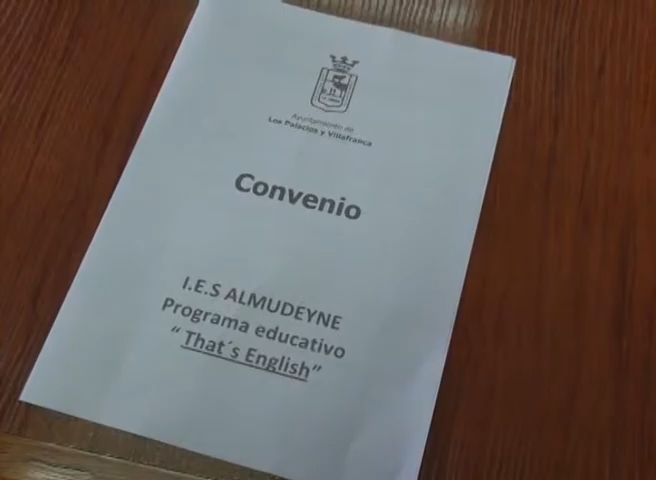 Ayuntamiento de
Los Palacios y Villafranca
Convenio
I.E.S ALMUDEYNE
Programa educativo
“ That´s English”